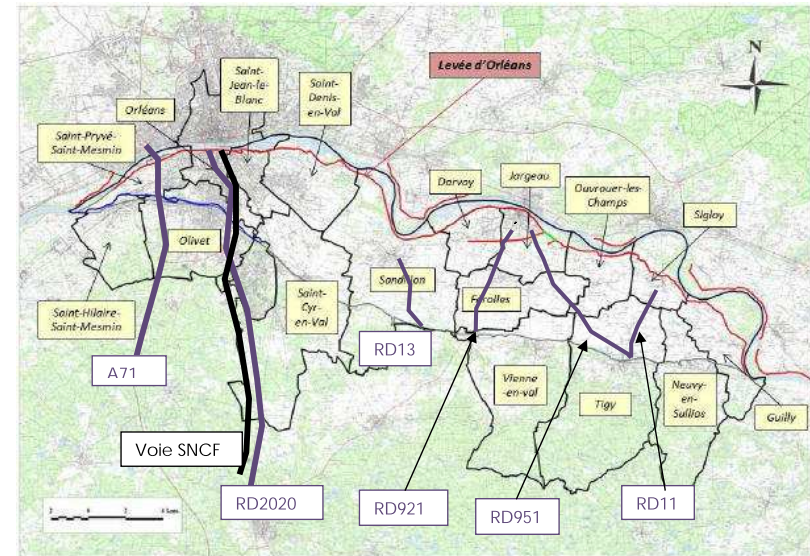 Levée d'Orléans
N
Saint-
Jean-le-
Blanc
Saint-
Denis-
en-Val
Orléans
Saint-Pryvé-
Saint-Mesmin
Darvoy
Jargeau
Ouvrouer-les-
Champs
Sigloy
Olivet
Sandillon
Férolles
Saint-Hilaire-
Saint-Mesmin
Saint-
Cyr-
en-Val
A71
RD13
Vienne
-en-val
Tigy
Neuvy-
en-
Sullias
Guilly
Voie SNCF
RD2020
RD921
RD951
RD11